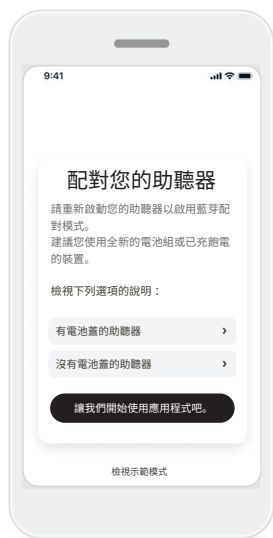 9:41
配對您的助聽器
請重新啟動您的助聽器以啟用藍芽配
對模式。
建議您使用全新的電池組或已充飽電
的裝置。
檢視下列選項的說明：
有電池蓋的助聽器
沒有電池蓋的助聽器
讓我們開始使用應用程式吧。
檢視示範模式